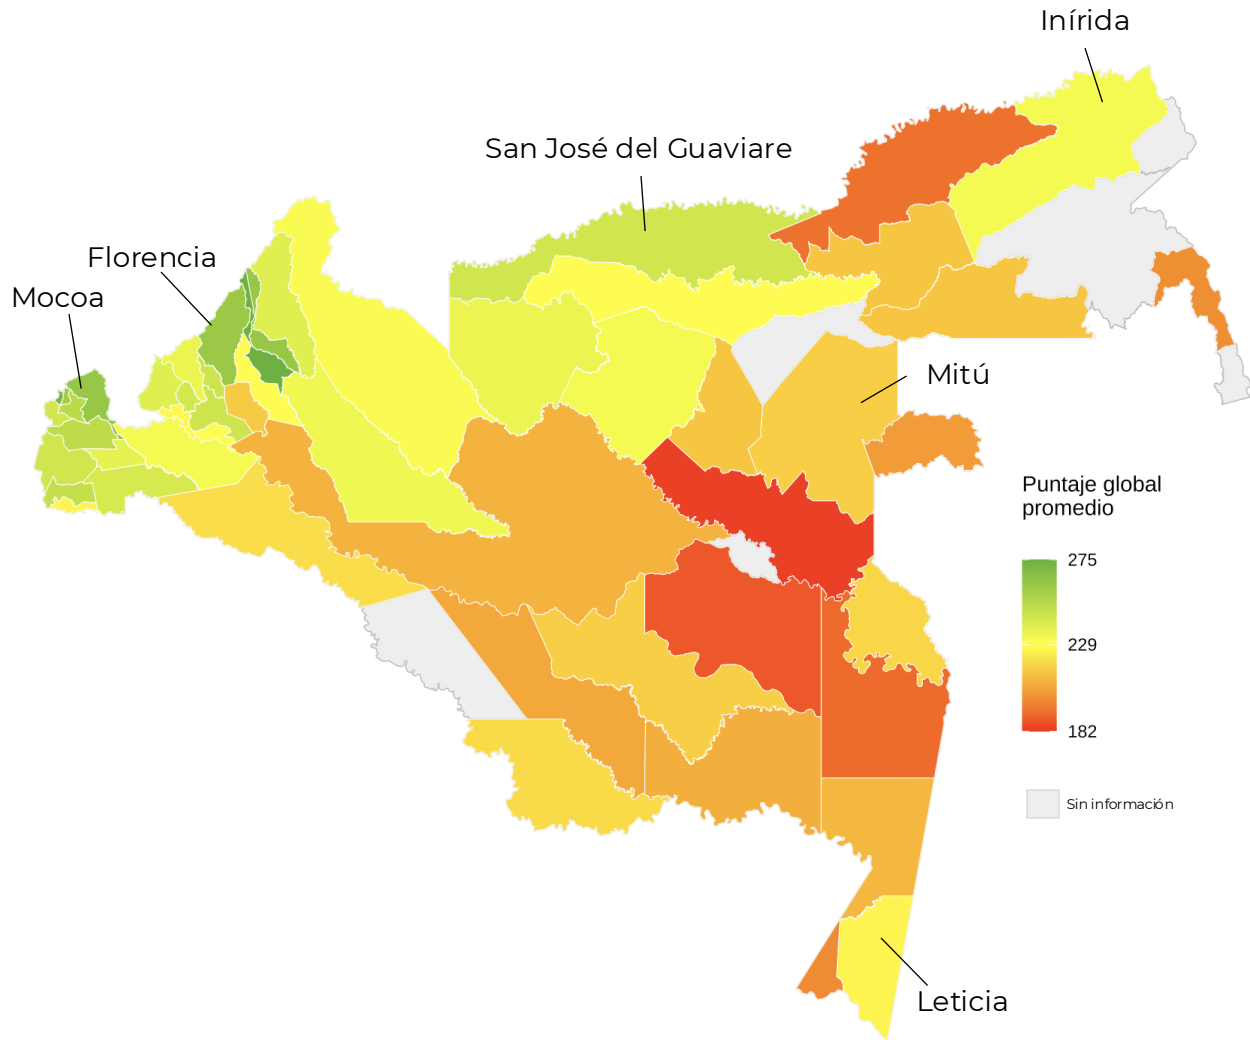 Inírida
San José del Guaviare
Florencia
Mocoa
Mitú
Puntaje global
promedio
275
229
182
Sin información
Leticia